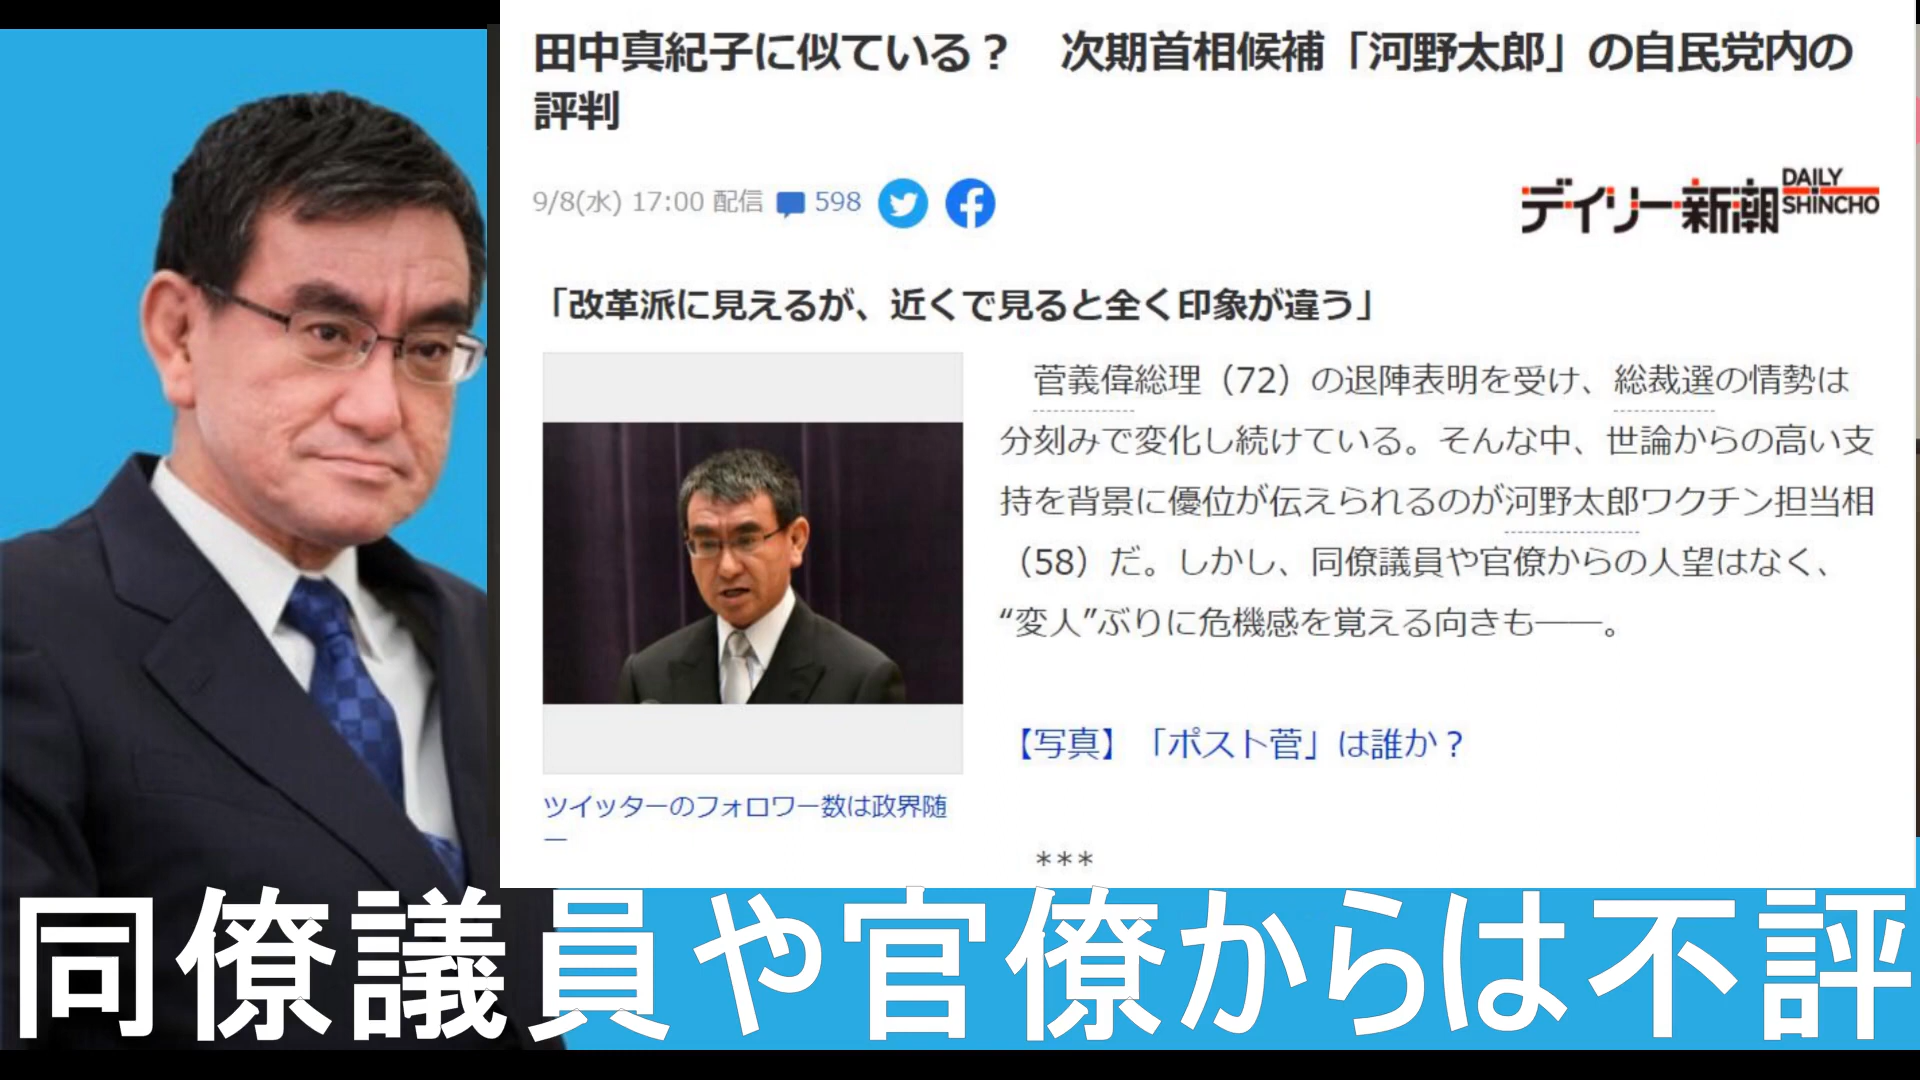 田中真紀子に似ている？　次期首相候補「河野太郎」の自民党内の
評判
9/8(水) 17:00 配信 598
デイリー新潮 DAILY SHINCHO
「改革派に見えるが、近くで見ると全く印象が違う」
菅義偉総理（72）の退陣表明を受け、総裁選の情勢は
分刻みで変化し続けている。そんな中、世論からの高い支
持を背景に優位が伝えられるのが河野太郎ワクチン担当相
（58）だ。しかし、同僚議員や官僚からの人望はなく、
“変人”ぶりに危機感を覚える向きも――。
【写真】「ポスト菅」は誰か？
ツイッターのフォロワー数は政界随
一
***
同僚議員や官僚からは不評